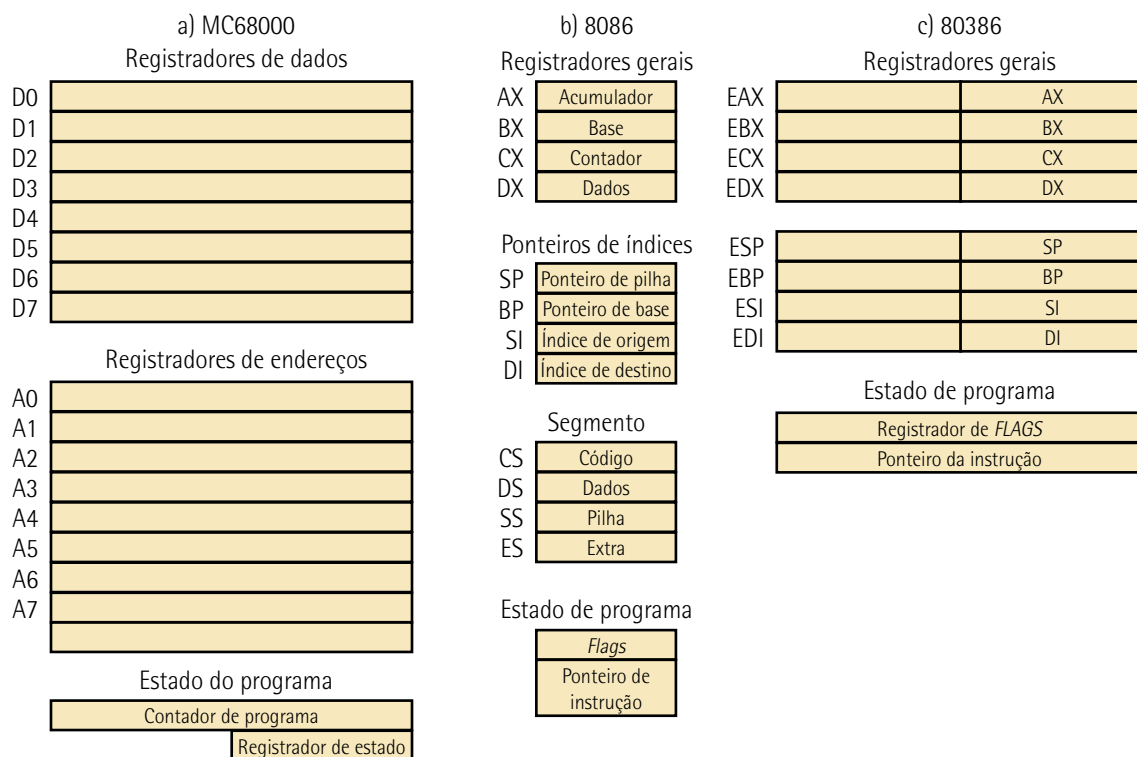 a) MC68000
Registradores de dados
D0
D1
D2
D3
D4
D5
D6
D7
Registradores de endereços
A0
A1
A2
A3
A4
A5
A6
A7
Estado do programa
Contador de programa
Registrador de estado
b) 8086
Registradores gerais
AX Acumulador
BX Base
CX Contador
DX Dados
Ponteiros de índices
SP Ponteiro de pilha
BP Ponteiro de base
SI Índice de origem
DI Índice de destino
Segmento
CS Código
DS Dados
SS Pilha
ES Extra
Estado de programa
Flags
Ponteiro de
instrução
c) 80386
Registradores gerais
EAX AX
EBX BX
ECX CX
EDX DX
ESP SP
EBP BP
ESI SI
EDI DI
Estado de programa
Registrador de FLAGS
Ponteiro da instrução